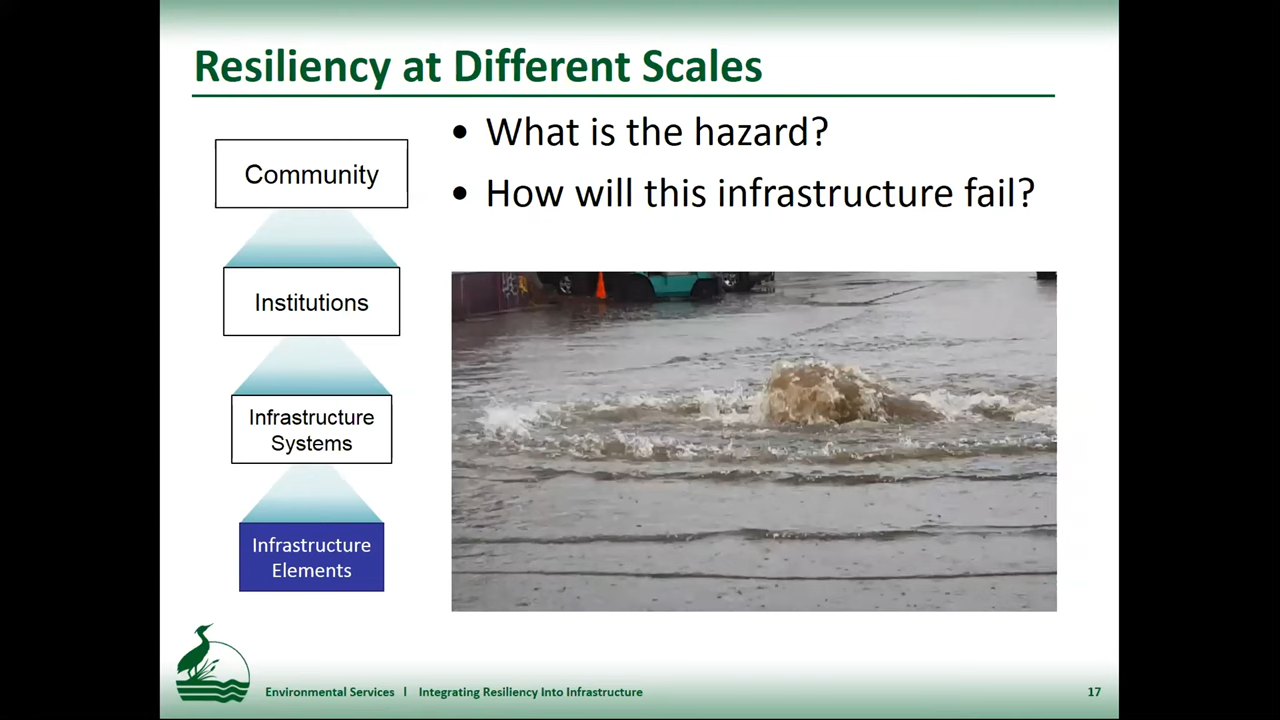 Resiliency at Different Scales
• What is the hazard?
• How will this infrastructure fail?
Community
Institutions
Infrastructure
Systems
Infrastructure
Elements
Environmental Services | Integrating Resiliency Into Infrastructure
17